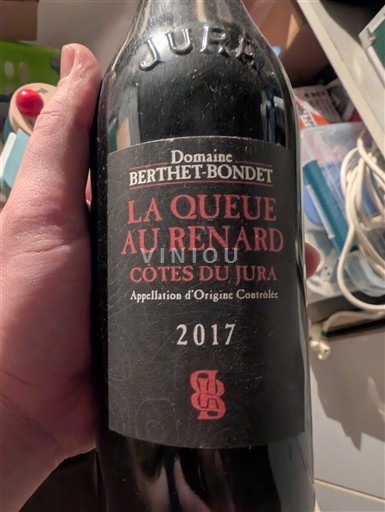 JURA
Domaine
BERTHET-BONDET
LA QUEUE
AU RENARD
VINIOU
CÔTES DU JURA
Appellation d'Origine Contrôlée
2017